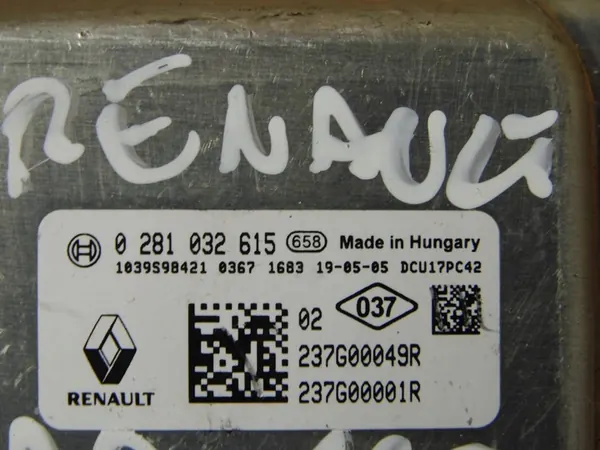 RENAULT
0 281 032 615 658 Made in Hungary
1039S98421 0367 1683 19-05-05 DCU17PC42
02 037
237G00049R
237G00001R
RENAULT